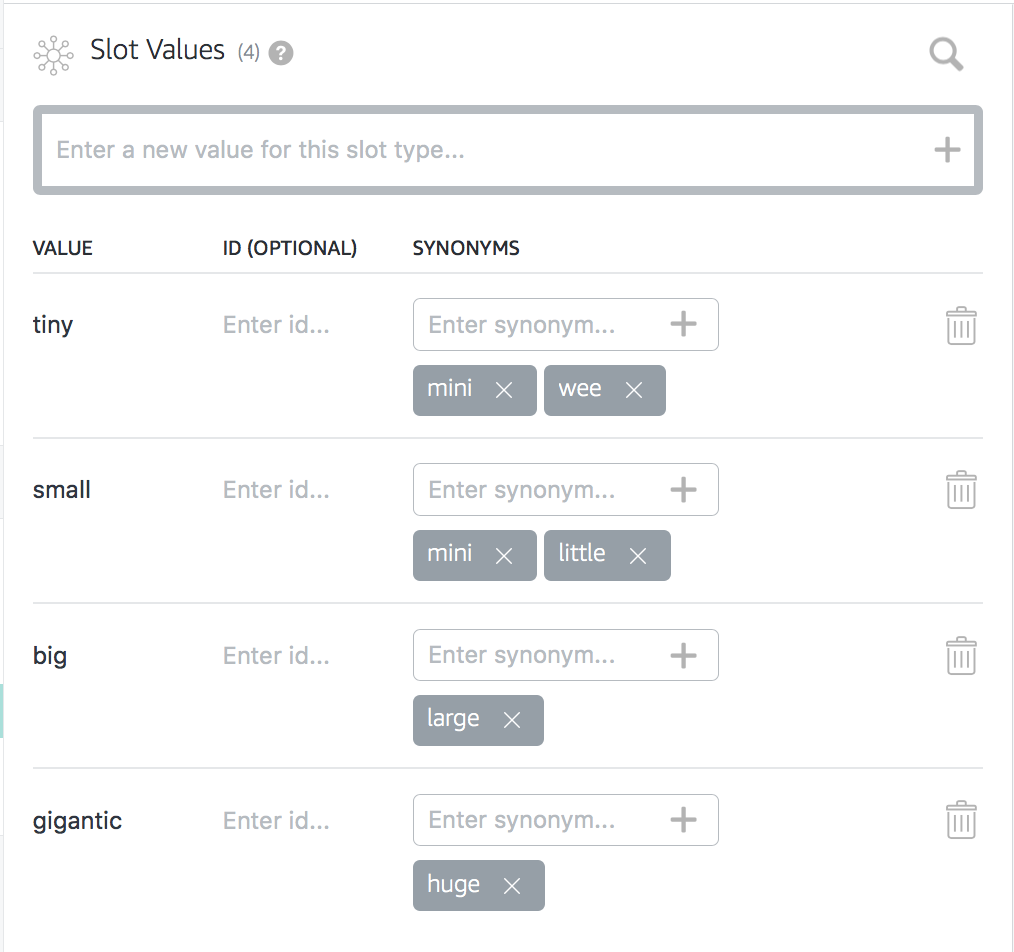 Slot Values (4) ?
Enter a new value for this slot type... +
VALUE ID (OPTIONAL) SYNONYMS
tiny Enter id... Enter synonym... +
mini × wee ×
small Enter id... Enter synonym... +
mini × little ×
big Enter id... Enter synonym... +
large ×
gigantic Enter id... Enter synonym... +
huge ×